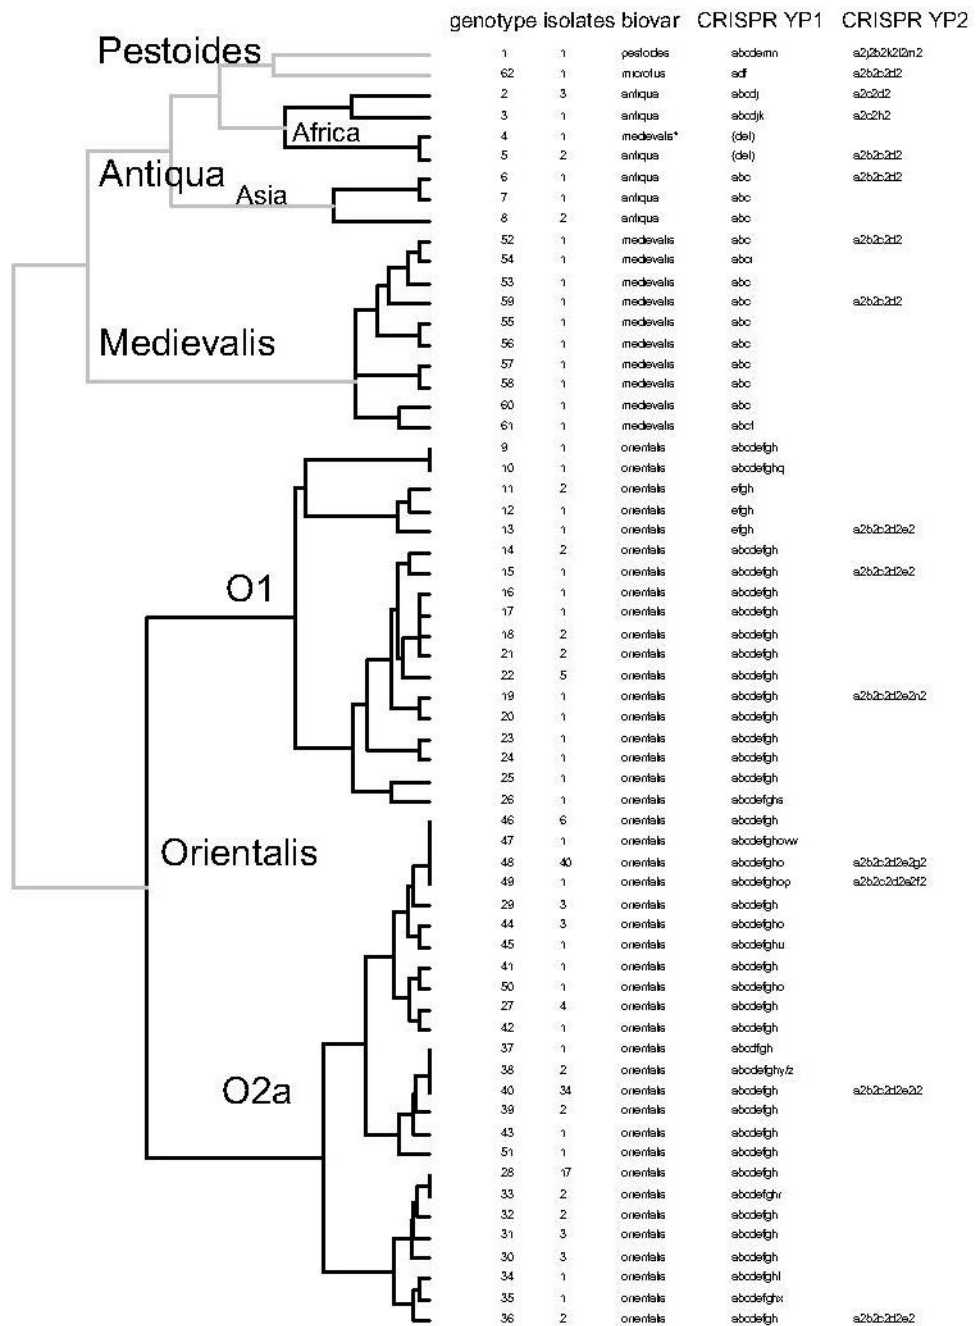 genotype isolates biovar CRISPR YP1 CRISPR YP2
Pestoides
1 1 pestodes abcdemn a2j2b2k2l2m2
62 1 microtus adf a2b2c2d2
2 3 antiqua abcdj a2c2d2
3 1 antiqua abcdjk a2c2h2
Africa
4 1 medievalis* (del)
5 2 antiqua (del) a2b2c2d2
Antiqua
6 1 antiqua abc a2b2c2d2
Asia
7 1 antiqua abc
8 2 antiqua abc
52 1 medievalis abc a2b2c2d2
54 1 medievalis abci
53 1 medievalis abc
59 1 medievalis abc a2b2c2d2
55 1 medievalis abc
Medievalis
56 1 medievalis abc
57 1 medievalis abc
58 1 medievalis abc
60 1 medievalis abc
61 1 medievalis abct
9 1 orientalis abcdefgh
10 1 orientalis abcdefghq
11 2 orientalis efgh
12 1 orientalis efgh
13 1 orientalis efgh a2b2c2d2e2
14 2 orientalis abcdefgh
15 1 orientalis abcdefgh a2b2c2d2e2
O1
16 1 orientalis abcdefgh
17 1 orientalis abcdefgh
18 2 orientalis abcdefgh
21 2 orientalis abcdefgh
22 5 orientalis abcdefgh
19 1 orientalis abcdefgh a2b2c2d2e2n2
20 1 orientalis abcdefgh
23 1 orientalis abcdefgh
24 1 orientalis abcdefgh
25 1 orientalis abcdefgh
26 1 orientalis abcdefghs
46 6 orientalis abcdefgh
47 1 orientalis abcdefghovw
Orientalis
48 40 orientalis abcdefgho a2b2c2d2e2g2
49 1 orientalis abcdefghop a2b2c2d2e2f2
29 3 orientalis abcdefgh
44 3 orientalis abcdefgho
45 1 orientalis abcdefghu
41 1 orientalis abcdefgh
50 1 orientalis abcdefgho
27 4 orientalis abcdefgh
42 1 orientalis abcdefgh
37 1 orientalis abcdfgh
38 2 orientalis abcdefghy/z
O2a
40 34 orientalis abcdefgh
39 2 orientalis abcdefgh
43 1 orientalis abcdefgh
51 1 orientalis abcdefgh
28 17 orientalis abcdefgh
33 2 orientalis abcdefghr
32 2 orientalis abcdefgh
31 3 orientalis abcdefgh
30 3 orientalis abcdefgh
34 1 orientalis abcdefghl
35 1 orientalis abcdefghx
36 2 orientalis abcdefgh a2b2c2d2e2